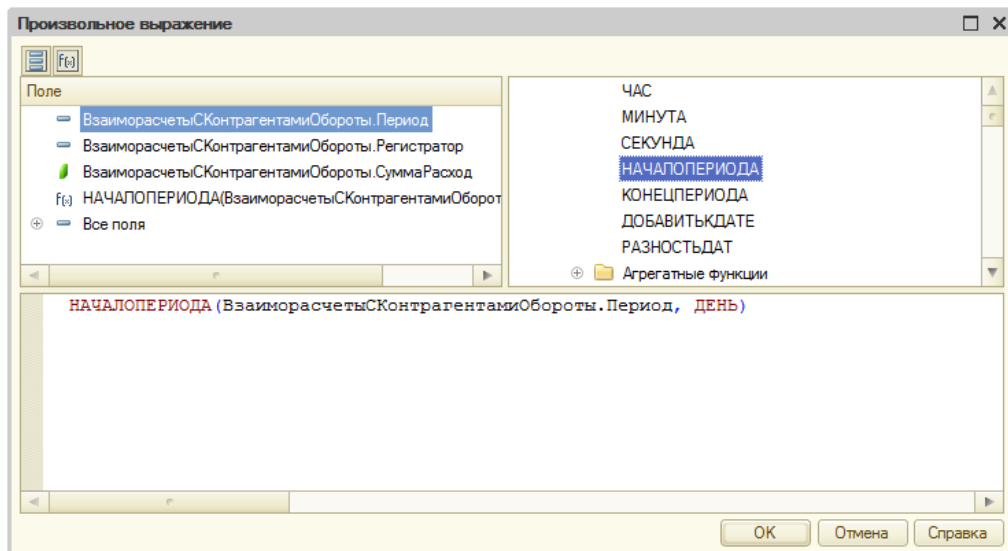 Произвольное выражение
f(x)
Поле
ВзаиморасчетыСКонтрагентамиОбороты.Период
ВзаиморасчетыСКонтрагентамиОбороты.Регистратор
ВзаиморасчетыСКонтрагентамиОбороты.СуммаРасход
f(x) НАЧАЛОПЕРИОДА(ВзаиморасчетыСКонтрагентамиОборот
Все поля
ЧАС
МИНУТА
СЕКУНДА
НАЧАЛОПЕРИОДА
КОНЕЦПЕРИОДА
ДОБАВИТЬКДАТЕ
РАЗНОСТЬДАТ
Агрегатные функции
НАЧАЛОПЕРИОДА(ВзаиморасчетыСКонтрагентамиОбороты.Период, ДЕНЬ)
OK
Отмена
Справка